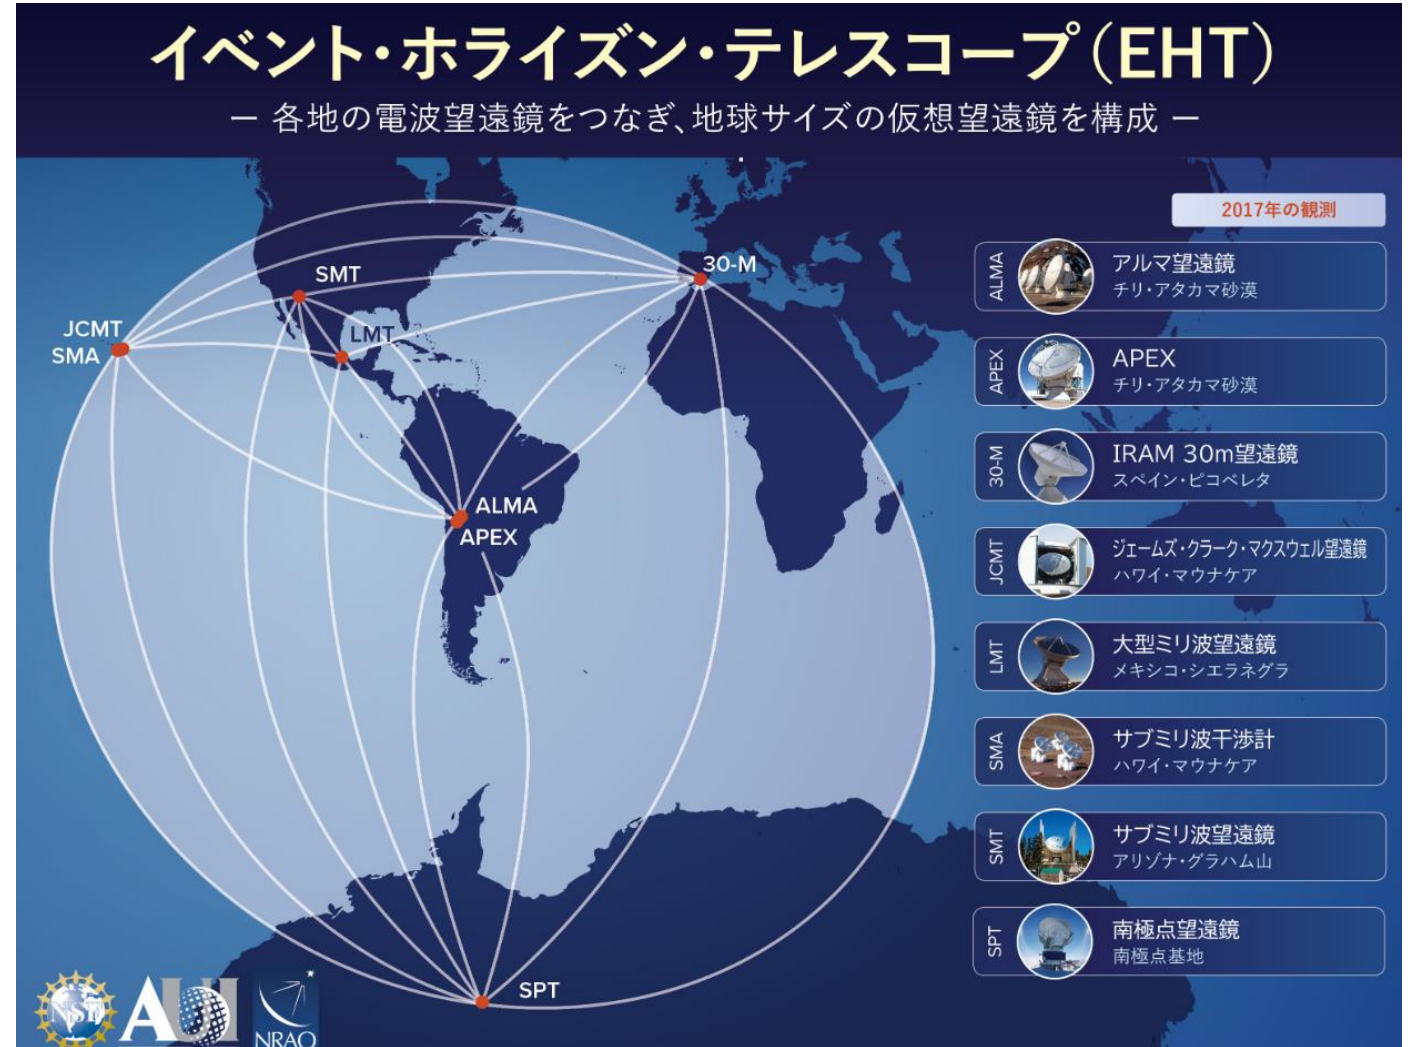 イベント・ホライズン・テレスコープ（EHT）
― 各地の電波望遠鏡をつなぎ、地球サイズの仮想望遠鏡を構成 ―
2017年の観測
SMT
30-M
JCMT
SMA
LMT
ALMA
APEX
SPT
ALMA
アルマ望遠鏡
チリ・アタカマ砂漠
APEX
APEX
チリ・アタカマ砂漠
30-M
IRAM 30m望遠鏡
スペイン・ピコベレタ
JCMT
ジェームズ・クラーク・マクスウェル望遠鏡
ハワイ・マウナケア
LMT
大型ミリ波望遠鏡
メキシコ・シエラネグラ
SMA
サブミリ波干渉計
ハワイ・マウナケア
SMT
サブミリ波望遠鏡
アリゾナ・グラハム山
SPT
南極点望遠鏡
南極点基地
NSF
AUI
NRAO